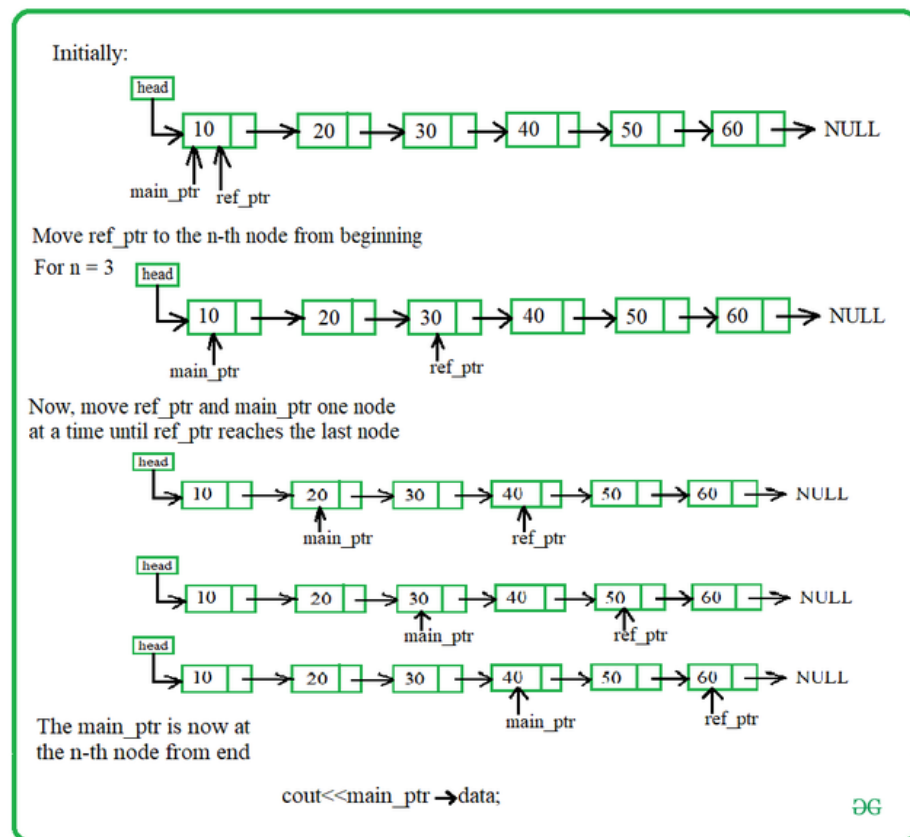 Initially:
head
10 20 30 40 50 60 NULL
main_ptr ref_ptr
Move ref_ptr to the n-th node from beginning
For n = 3
head
10 20 30 40 50 60 NULL
main_ptr ref_ptr
Now, move ref_ptr and main_ptr one node
at a time until ref_ptr reaches the last node
head
10 20 30 40 50 60 NULL
main_ptr ref_ptr
head
10 20 30 40 50 60 NULL
main_ptr ref_ptr
head
10 20 30 40 50 60 NULL
main_ptr ref_ptr
The main_ptr is now at
the n-th node from end
cout<<main_ptr→data;